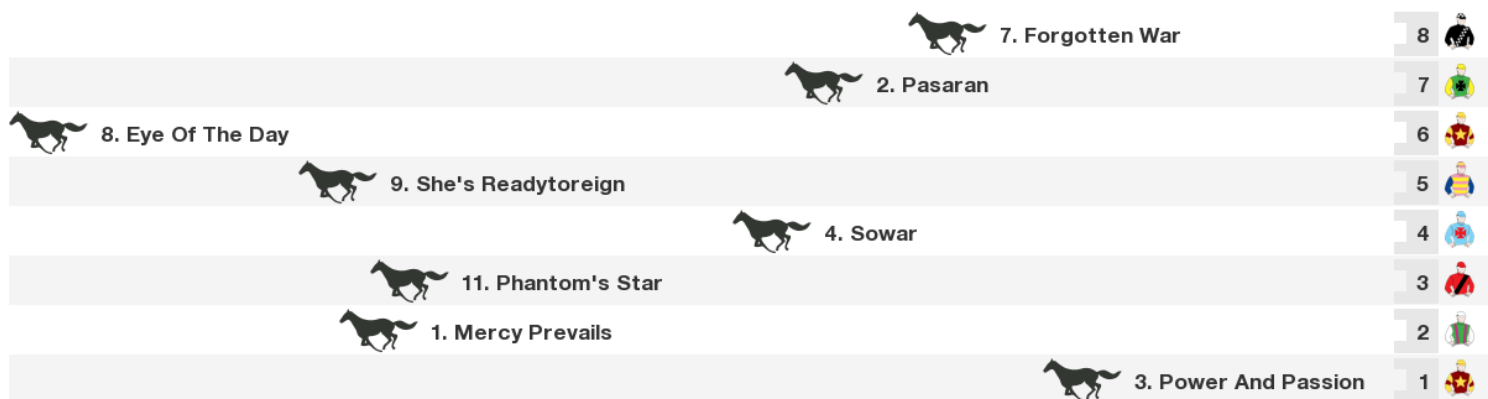 7. Forgotten War 8
2. Pasaran 7
8. Eye Of The Day 6
9. She's Readytoreign 5
4. Sowar 4
11. Phantom's Star 3
1. Mercy Prevails 2
3. Power And Passion 1